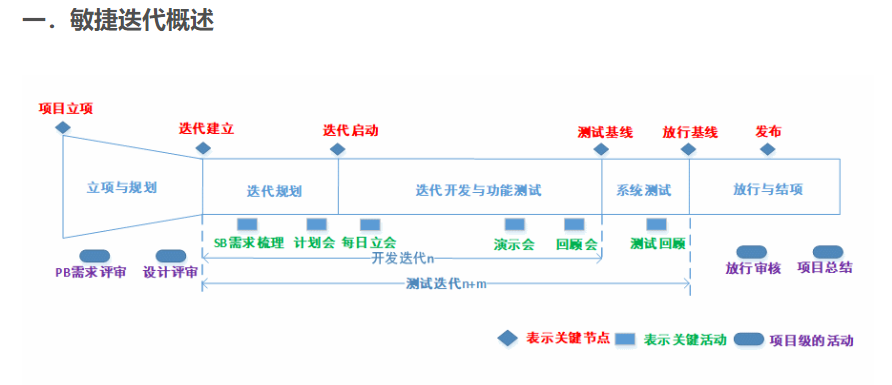 一. 敏捷迭代概述
项目立项
迭代建立
迭代启动
测试基线
放行基线
发布
立项与规划
迭代规划
迭代开发与功能测试
系统测试
放行与结项
SB需求梳理
计划会
每日立会
演示会
回顾会
测试回顾
PB需求评审
设计评审
开发迭代n
放行审核
项目总结
测试迭代n+m
表示关键节点
表示关键活动
项目级的活动